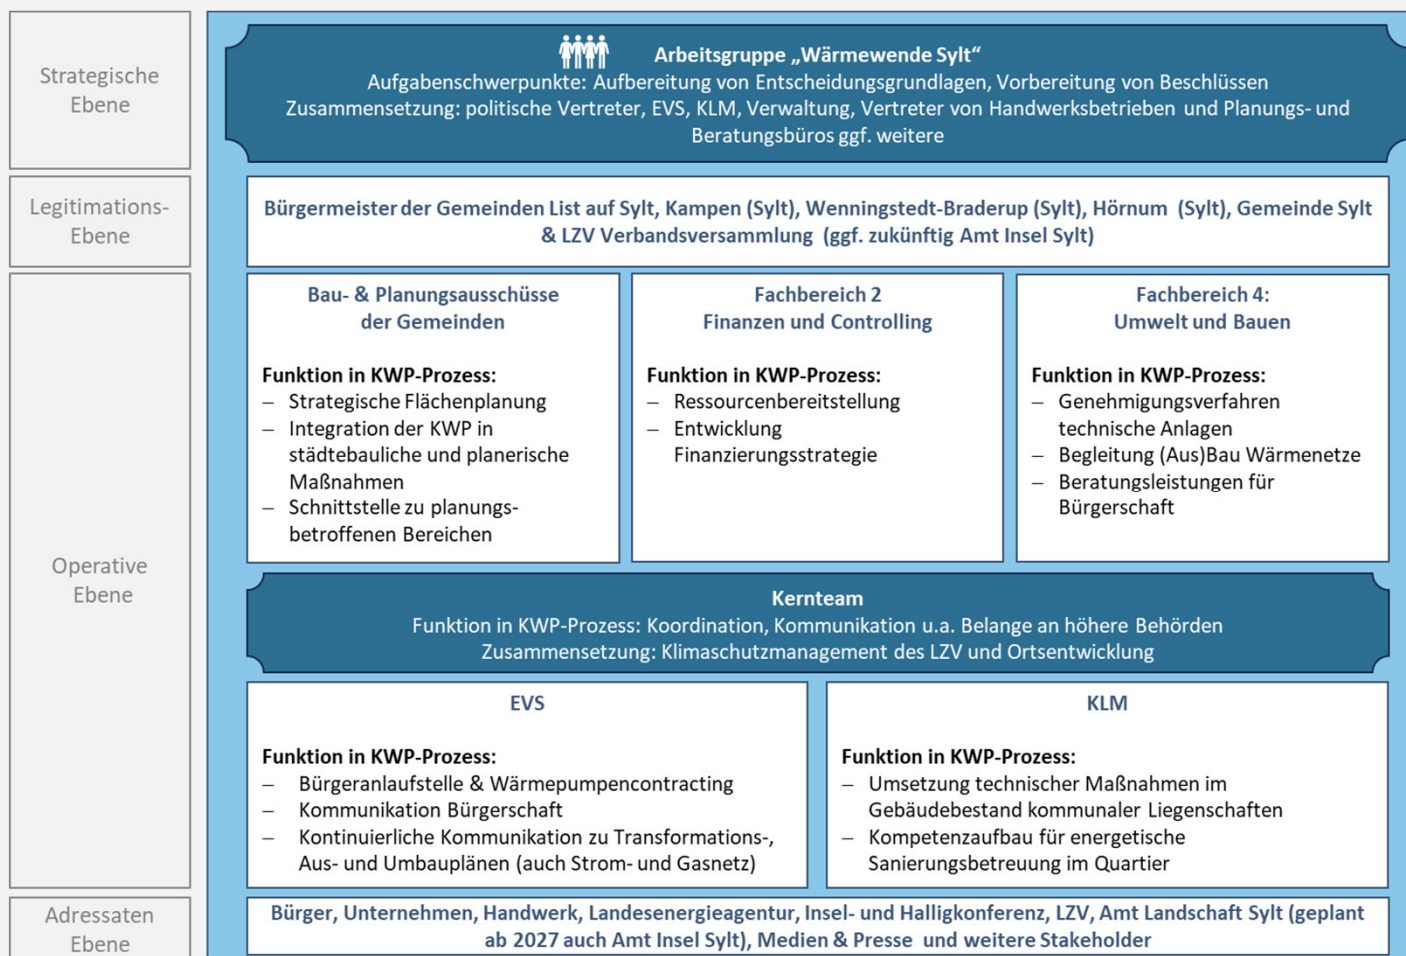 Strategische
Ebene
Arbeitsgruppe „Wärmewende Sylt“
Aufgabenschwerpunkte: Aufbereitung von Entscheidungsgrundlagen, Vorbereitung von Beschlüssen
Zusammensetzung: politische Vertreter, EVS, KLM, Verwaltung, Vertreter von Handwerksbetrieben und Planungs- und
Beratungsbüros ggf. weitere
Legitimations-
Ebene
Bürgermeister der Gemeinden List auf Sylt, Kampen (Sylt), Wenningstedt-Braderup (Sylt), Hörnum (Sylt), Gemeinde Sylt
& LZV Verbandsversammlung (ggf. zukünftig Amt Insel Sylt)
Operative
Ebene
Bau- & Planungsausschüsse
der Gemeinden
Funktion in KWP-Prozess:
– Strategische Flächenplanung
– Integration der KWP in
städtebauliche und planerische
Maßnahmen
– Schnittstelle zu planungs-
betroffenen Bereichen
Fachbereich 2
Finanzen und Controlling
Funktion in KWP-Prozess:
– Ressourcenbereitstellung
– Entwicklung
Finanzierungsstrategie
Fachbereich 4:
Umwelt und Bauen
Funktion in KWP-Prozess:
– Genehmigungsverfahren
technische Anlagen
– Begleitung (Aus)Bau Wärmenetze
– Beratungsleistungen für
Bürgerschaft
Kernteam
Funktion in KWP-Prozess: Koordination, Kommunikation u.a. Belange an höhere Behörden
Zusammensetzung: Klimaschutzmanagement des LZV und Ortsentwicklung
EVS
Funktion in KWP-Prozess:
– Bürgeranlaufstelle & Wärmepumpencontracting
– Kommunikation Bürgerschaft
– Kontinuierliche Kommunikation zu Transformations-,
Aus- und Umbauplänen (auch Strom- und Gasnetz)
KLM
Funktion in KWP-Prozess:
– Umsetzung technischer Maßnahmen im
Gebäudebestand kommunaler Liegenschaften
– Kompetenzaufbau für energetische
Sanierungsbetreuung im Quartier
Adressaten
Ebene
Bürger, Unternehmen, Handwerk, Landesenergieagentur, Insel- und Halligkonferenz, LZV, Amt Landschaft Sylt (geplant
ab 2027 auch Amt Insel Sylt), Medien & Presse und weitere Stakeholder